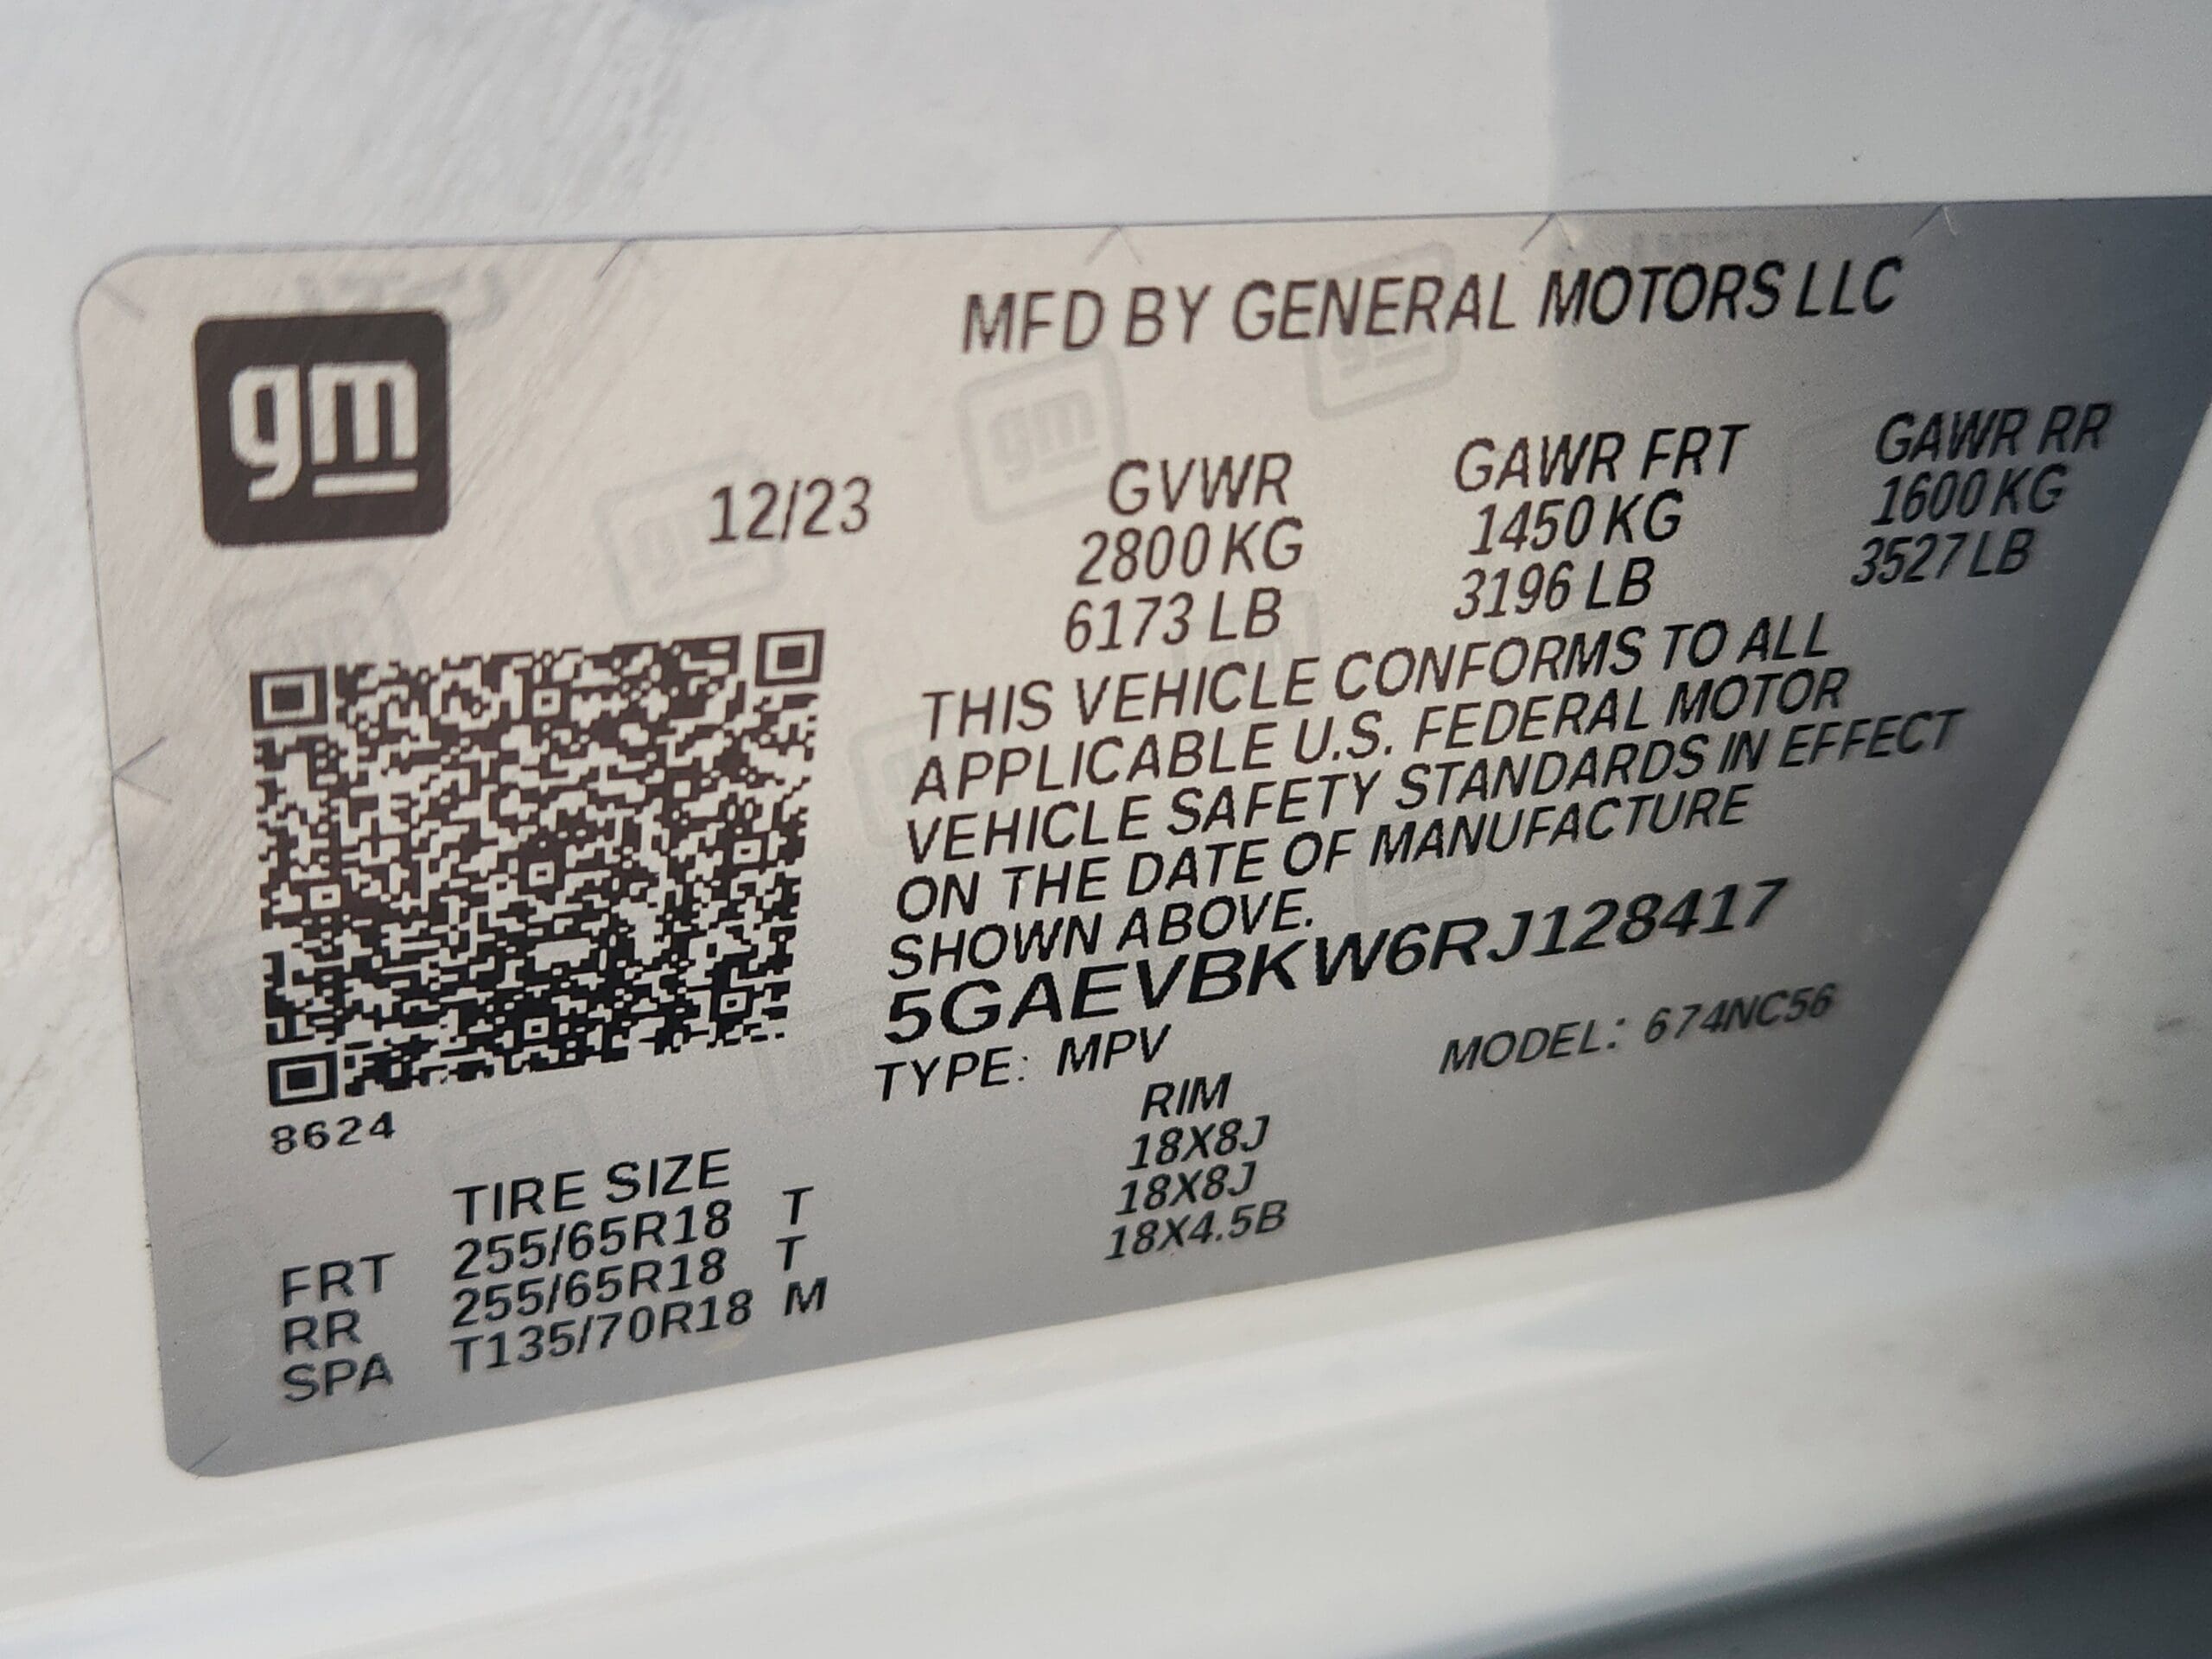 gm
MFD BY GENERAL MOTORS LLC
12/23 GVWR GAWR FRT GAWR RR
2800 KG 1450 KG 1600 KG
6173 LB 3196 LB 3527 LB
THIS VEHICLE CONFORMS TO ALL
APPLICABLE U.S. FEDERAL MOTOR
VEHICLE SAFETY STANDARDS IN EFFECT
ON THE DATE OF MANUFACTURE
SHOWN ABOVE.
5GAEVBKW6RJ128417
TYPE: MPV MODEL: 674NC56
8624
TIRE SIZE RIM
FRT 255/65R18 T 18X8J
RR 255/65R18 T 18X8J
SPA T135/70R18 M 18X4.5B